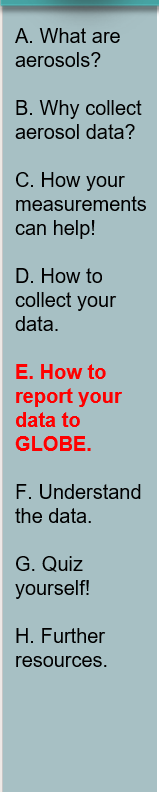 A. What are
aerosols?
B. Why collect
aerosol data?
C. How your
measurements
can help!
D. How to
collect your
data.
E. How to
report your
data to
GLOBE.
F. Understand
the data.
G. Quiz
yourself!
H. Further
resources.